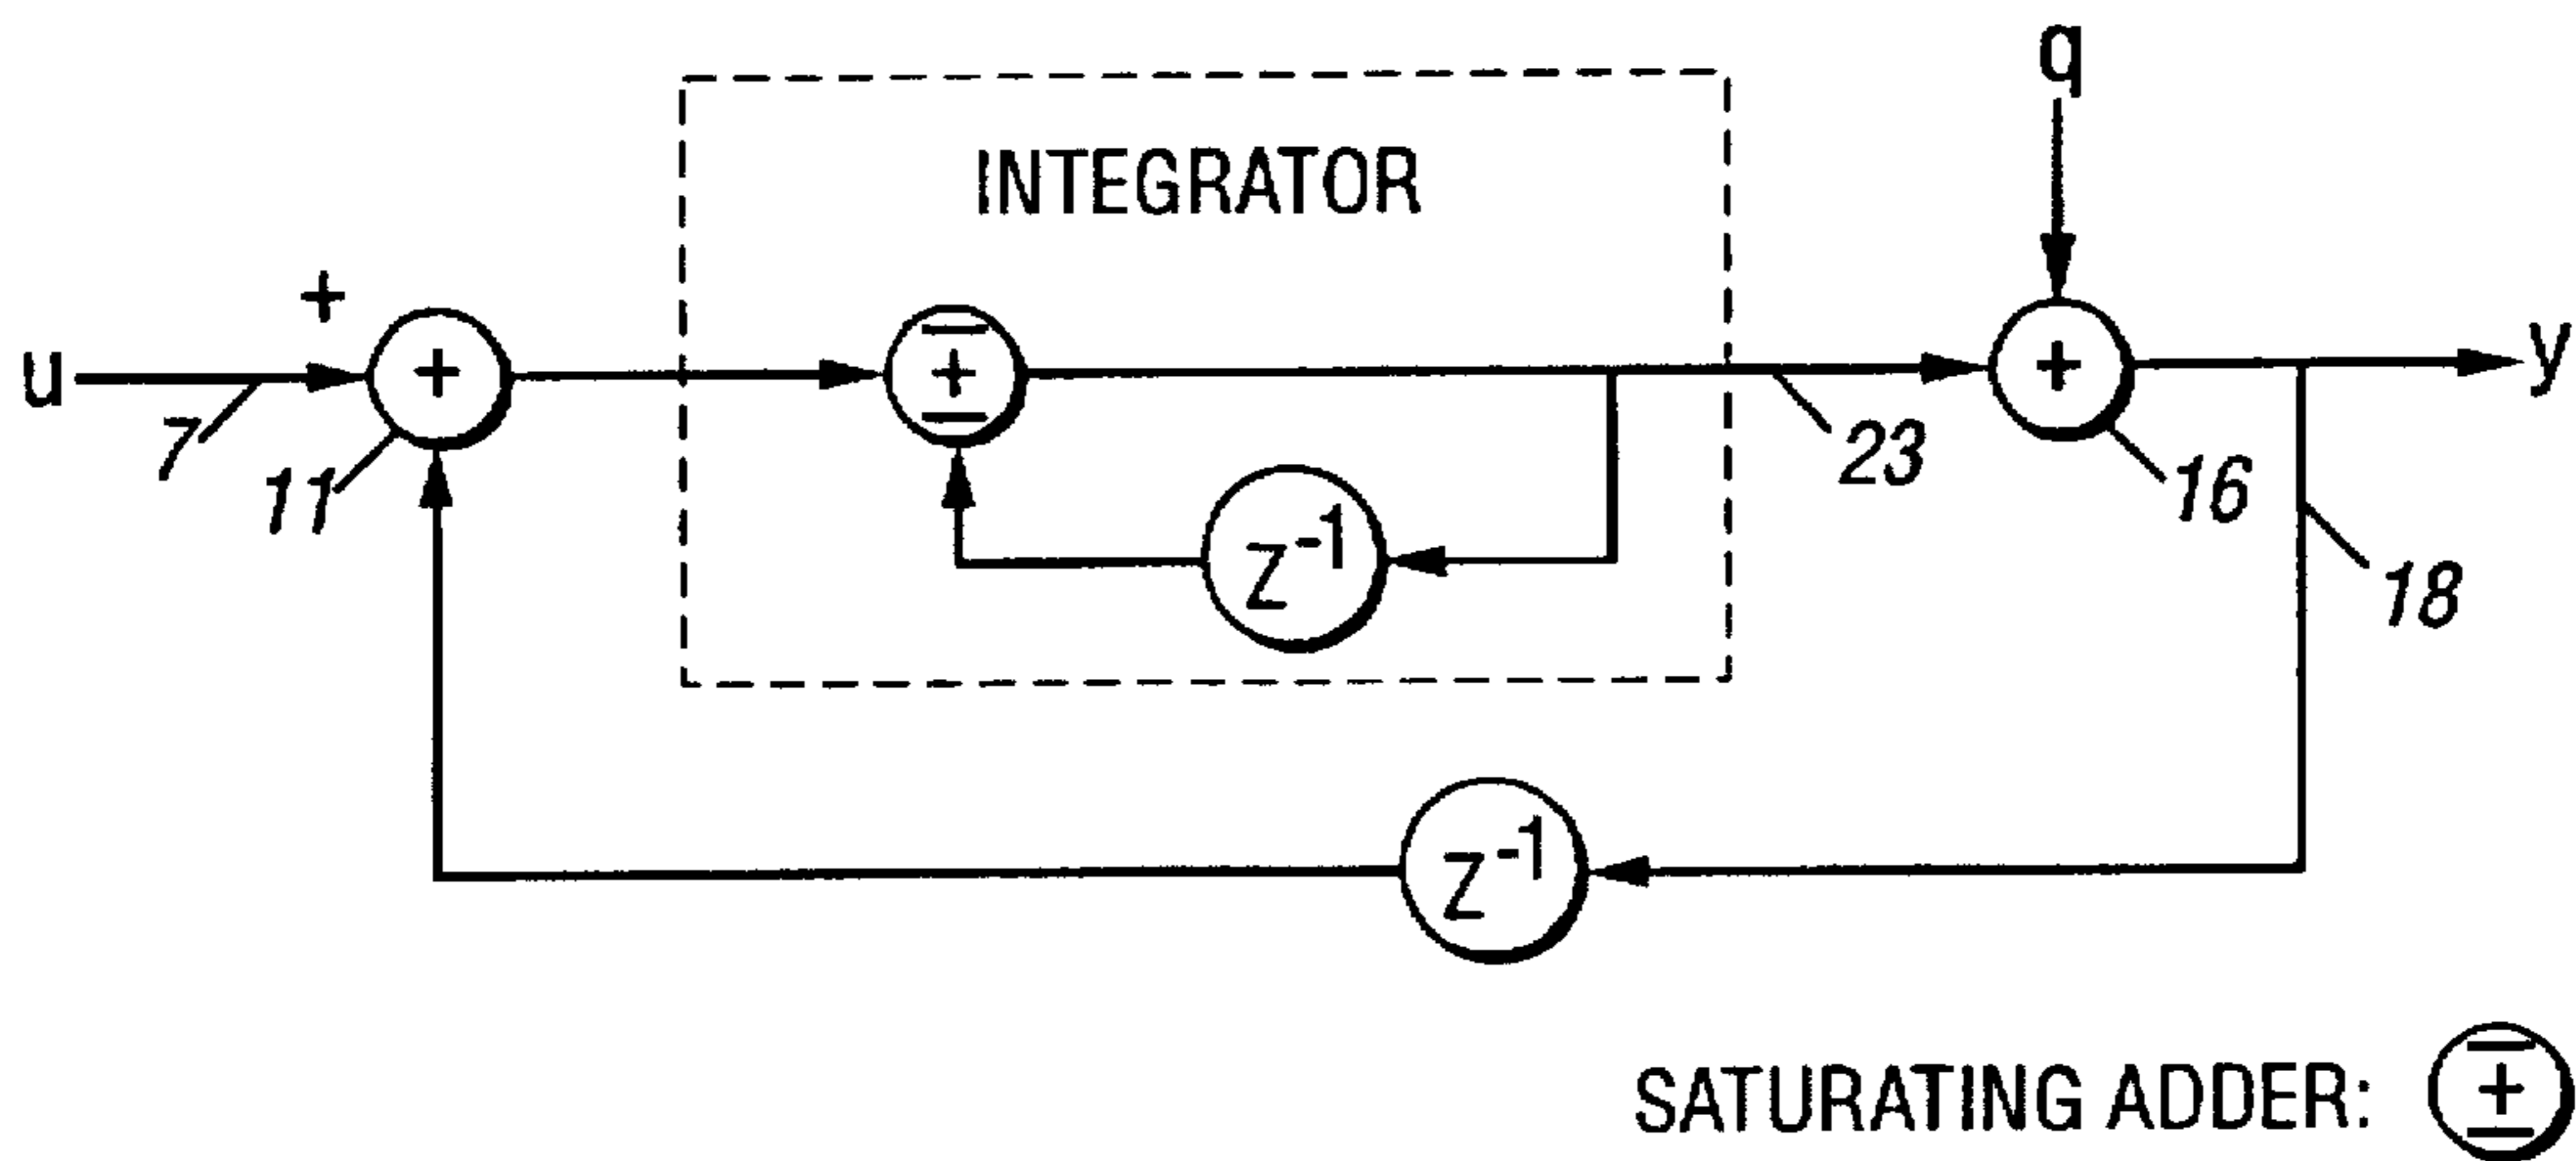 q
INTEGRATOR
+
u
+
+
+
y
7
11
23
16
z⁻¹
18
z⁻¹
SATURATING ADDER: +